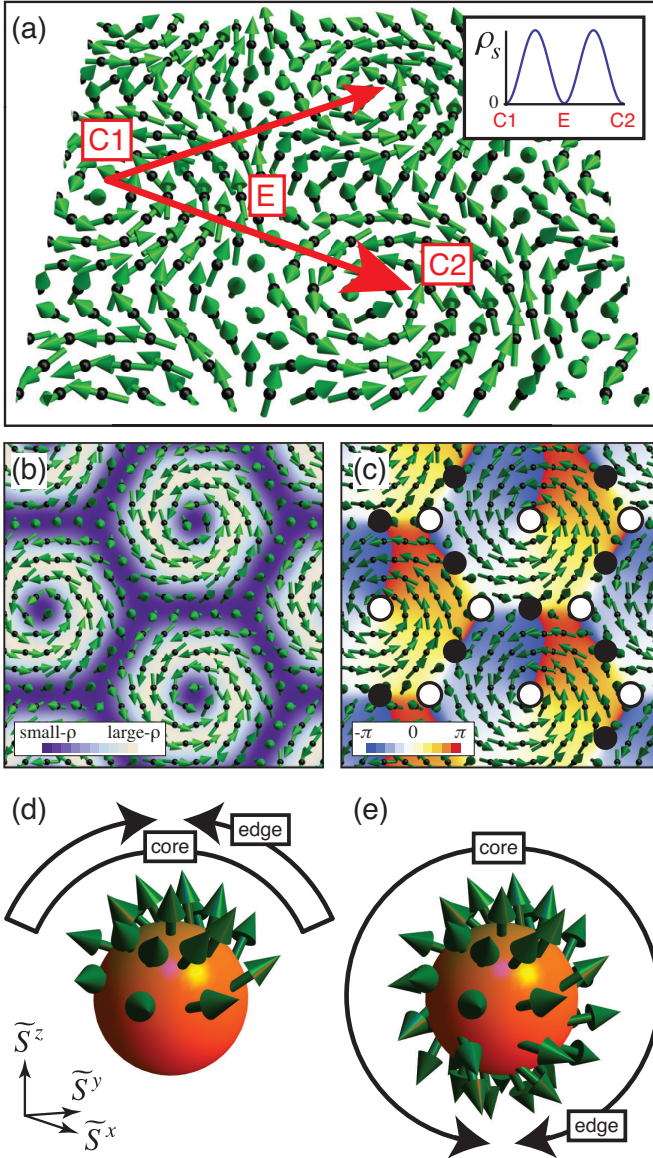 (a)
ρₛ
0
C1 E C2
C1
E
C2
(b)
(c)
small-ρ large-ρ
-π 0 π
(d)
(e)
edge
core
core
S̃ᶻ
S̃ʸ
S̃ˣ
edge